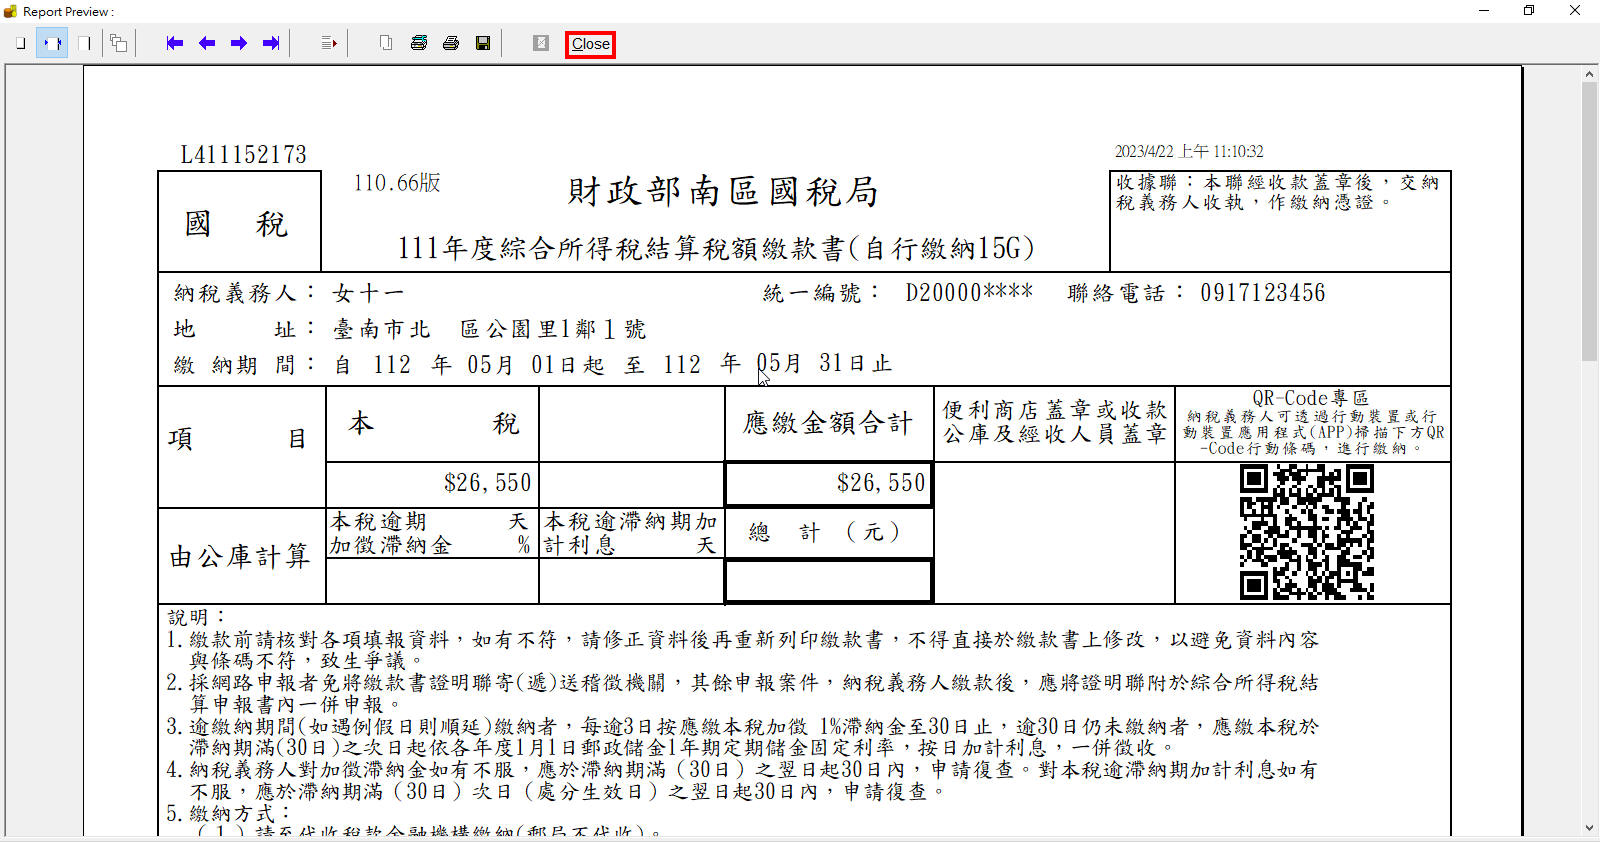 Report Preview :
Close
L411152173
2023/4/22 上午 11:10:32
國 稅
110.66版
財政部南區國稅局
111年度綜合所得稅結算稅額繳款書(自行繳納15G)
收據聯：本聯經收款蓋章後，交納
稅義務人收執，作繳納憑證。
納稅義務人： 女十一 統一編號： D20000**** 聯絡電話： 0917123456
地 址： 臺南市北 區公園里1鄰１號
繳 納期 間： 自 112 年 05月 01日起 至 112 年 05月 31日止
項 目
本 稅
應繳金額合計
便利商店蓋章或收款
公庫及經收人員蓋章
QR-Code專區
納稅義務人可透過行動裝置或行
動裝置應用程式(APP)掃描下方QR
-Code行動條碼，進行繳納。
$26,550
$26,550
由公庫計算
本稅逾期 天
加徵滯納金 %
本稅逾滯納期加
計利息 天
總 計 （元）
說明：
1.繳款前請核對各項填報資料，如有不符，請修正資料後再重新列印繳款書，不得直接於繳款書上修改，以避免資料內容
與條碼不符，致生爭議。
2.採網路申報者免將繳款書證明聯寄(遞)送稽徵機關，其餘申報案件，納稅義務人繳款後，應將證明聯附於綜合所得稅結
算申報書內一併申報。
3.逾繳納期間(如遇例假日則順延)繳納者，每逾3日按應繳本稅加徵 1%滯納金至30日止，逾30日仍未繳納者，應繳本稅於
滯納期滿(30日)之次日起依各年度1月1日郵政儲金1年期定期儲金固定利率，按日加計利息，一併徵收。
4.納稅義務人對加徵滯納金如有不服，應於滯納期滿（30日）之翌日起30日內，申請復查。對本稅逾滯納期加計利息如有
不服，應於滯納期滿（30日）次日（處分生效日）之翌日起30日內，申請復查。
5.繳納方式：
（１）請至代收稅款金融機構繳納(郵局不代收)。